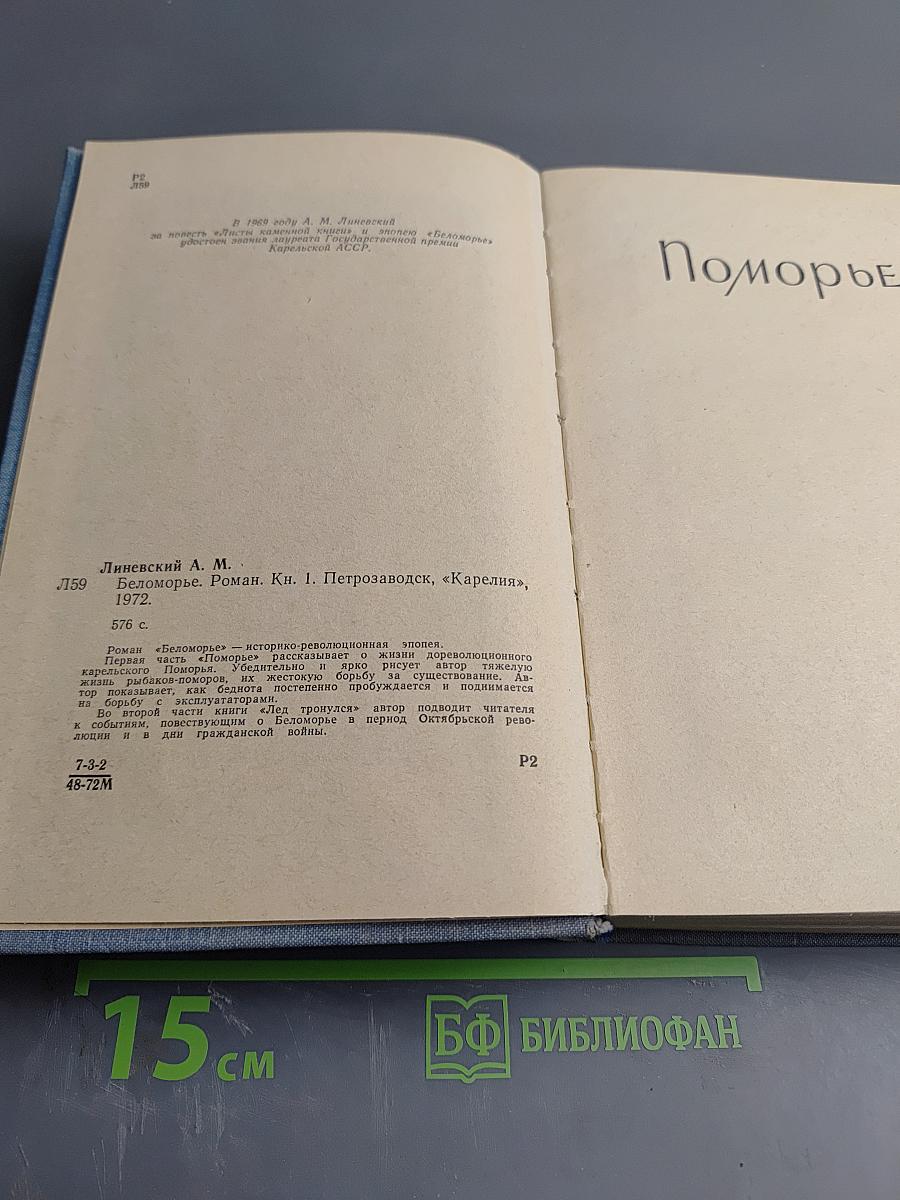 Р2
Л59
В 1969 году А. М. Линевский
за повесть «Листы каменной книги» и эпопею «Беломорье»
удостоен звания лауреата Государственной премии
Карельской АССР.
Линевский А. М.
Л59 Беломорье. Роман. Кн. 1. Петрозаводск, «Карелия»,
1972.
576 с.
Роман «Беломорье» — историко-революционная эпопея.
Первая часть «Поморье» рассказывает о жизни дореволюционного
карельского Поморья. Убедительно и ярко рисует автор тяжелую
жизнь рыбаков-поморов, их жестокую борьбу за существование. Ав-
тор показывает, как беднота постепенно пробуждается и поднимается
на борьбу с эксплуататорами.
Во второй части книги «Лед тронулся» автор подводит читателя
к событиям, повествующим о Беломорье в период Октябрьской рево-
люции и в дни гражданской войны.
7-3-2
48-72М
Р2
Поморье
15 см
БФ БИБЛИОФАН